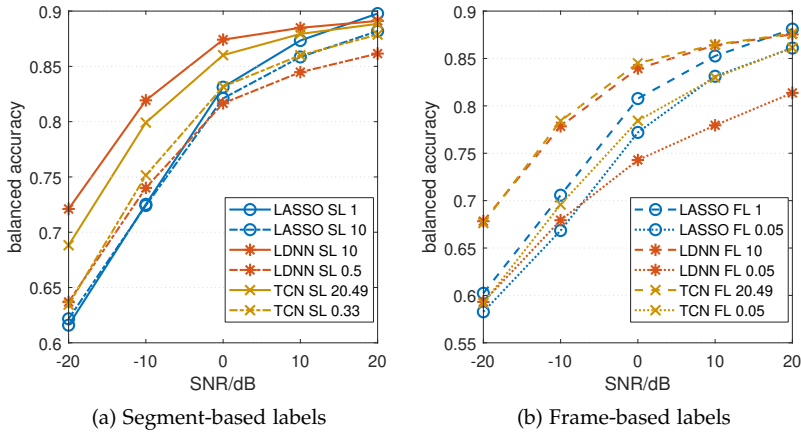 0.9
0.85
0.8
0.75
0.7
0.65
0.6
balanced accuracy
-20 -10 0 10 20
SNR/dB
LASSO SL 1
LASSO SL 10
LDNN SL 10
LDNN SL 0.5
TCN SL 20.49
TCN SL 0.33
(a) Segment-based labels
0.9
0.85
0.8
0.75
0.7
0.65
0.6
0.55
balanced accuracy
-20 -10 0 10 20
SNR/dB
LASSO FL 1
LASSO FL 0.05
LDNN FL 10
LDNN FL 0.05
TCN FL 20.49
TCN FL 0.05
(b) Frame-based labels